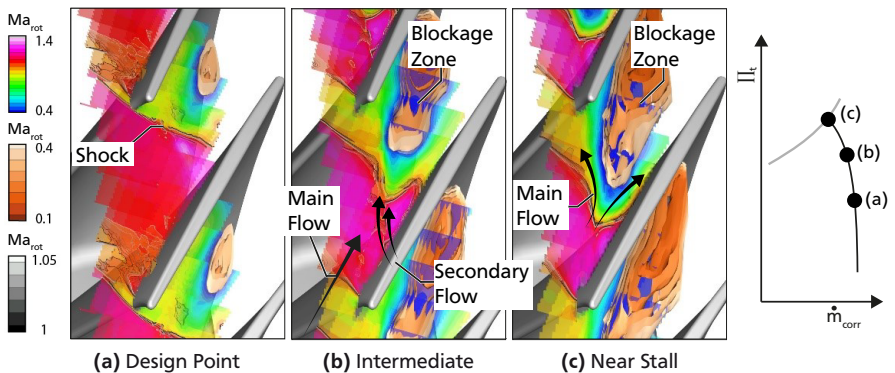 Ma_rot
1.4
0.4
Ma_rot
0.4
0.1
Ma_rot
1.05
1
Shock
(a) Design Point
Blockage
Zone
Main
Flow
Secondary
Flow
(b) Intermediate
Blockage
Zone
Main
Flow
(c) Near Stall
Π_t
(c)
(b)
(a)
ṁ_corr